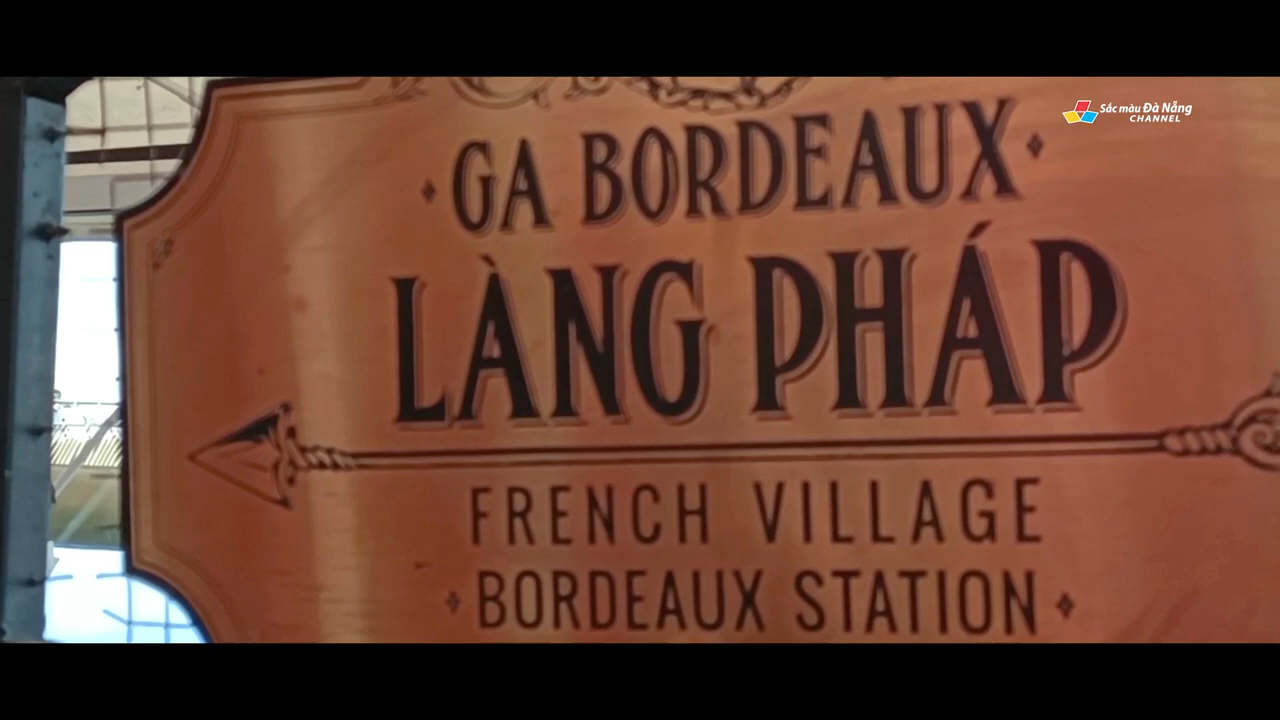 Sắc màu Đà Nẵng
CHANNEL
GA BORDEAUX
LÀNG PHÁP
FRENCH VILLAGE
BORDEAUX STATION